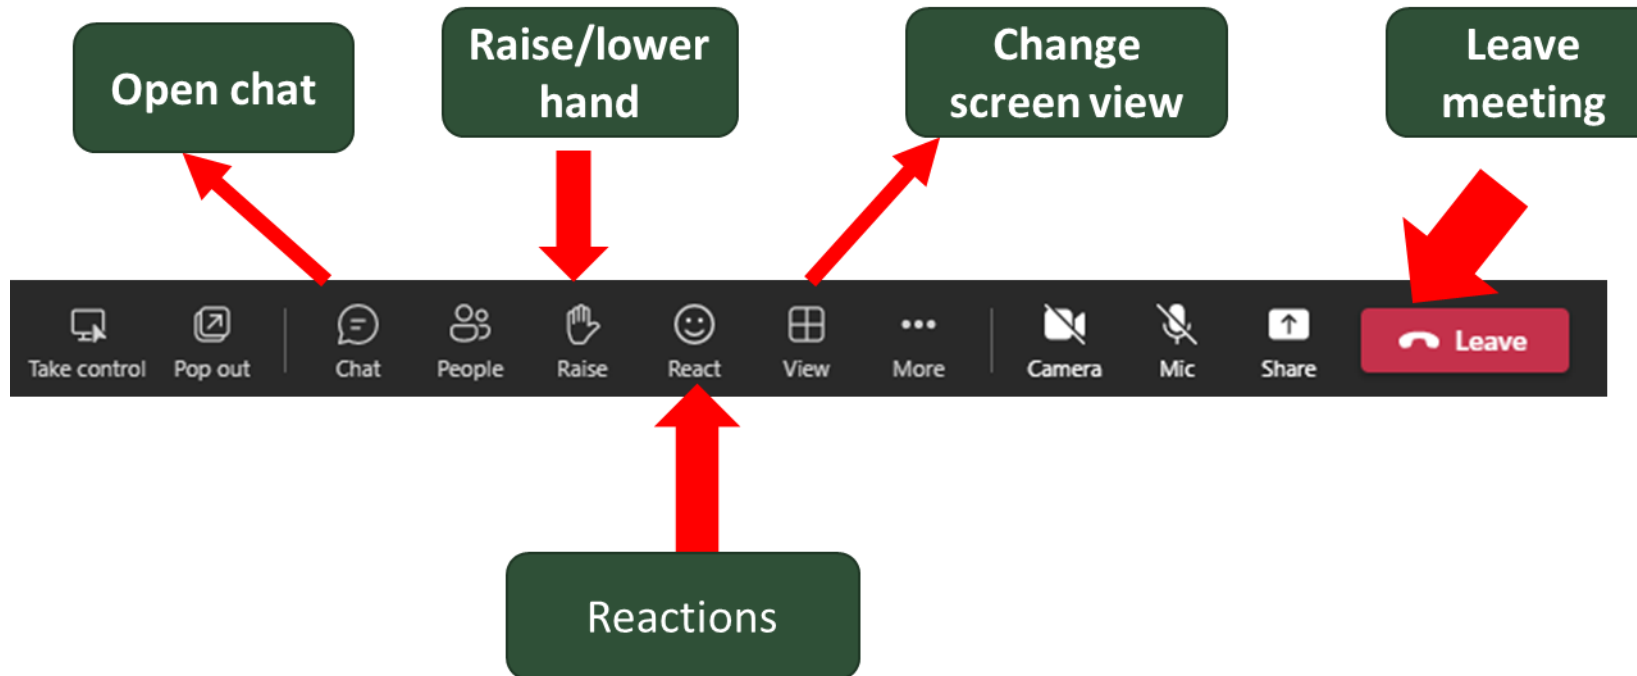 Open chat
Raise/lower
hand
Change
screen view
Leave
meeting
Take control
Pop out
Chat
People
Raise
React
View
More
Camera
Mic
Share
Leave
Reactions